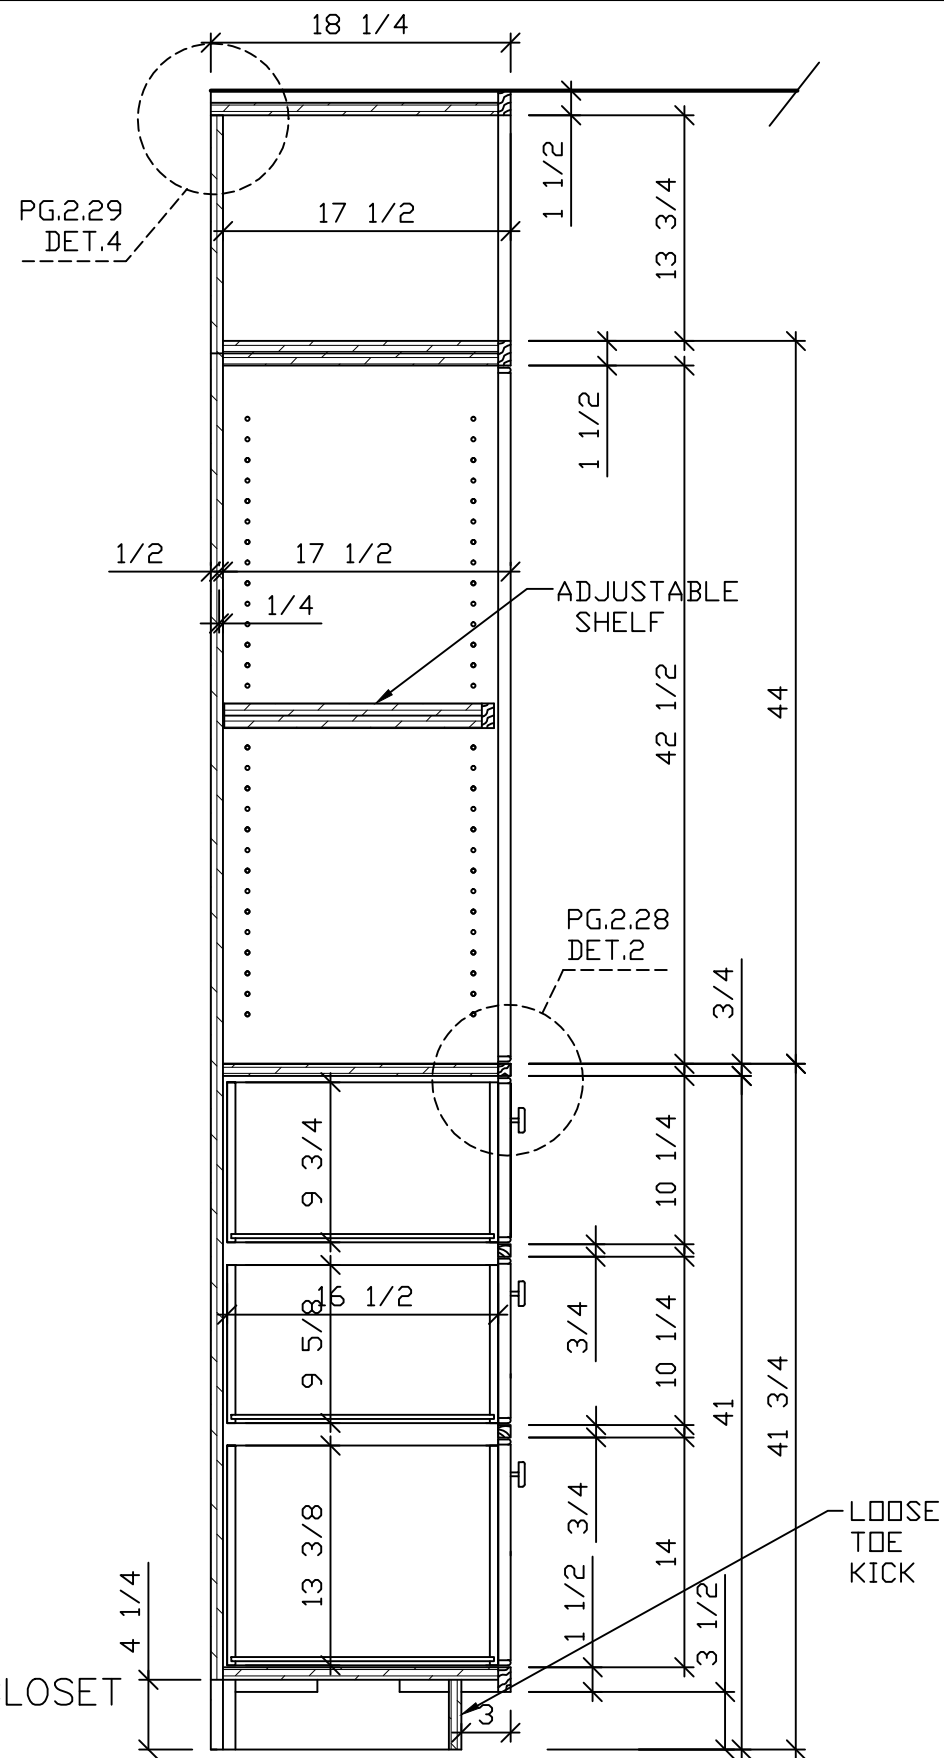 18 1/4
PG.2.29
DET.4
17 1/2
1 1/2
13 3/4
1 1/2
1/2
17 1/2
1/4
ADJUSTABLE
SHELF
42 1/2
44
PG.2.28
DET.2
3/4
9 3/4
10 1/4
16 1/2
9 5/8
3/4
10 1/4
41
41 3/4
13 3/8
3/4
14
LOOSE
TOE
KICK
4 1/4
1 1/2
3 1/2
LOSET
3